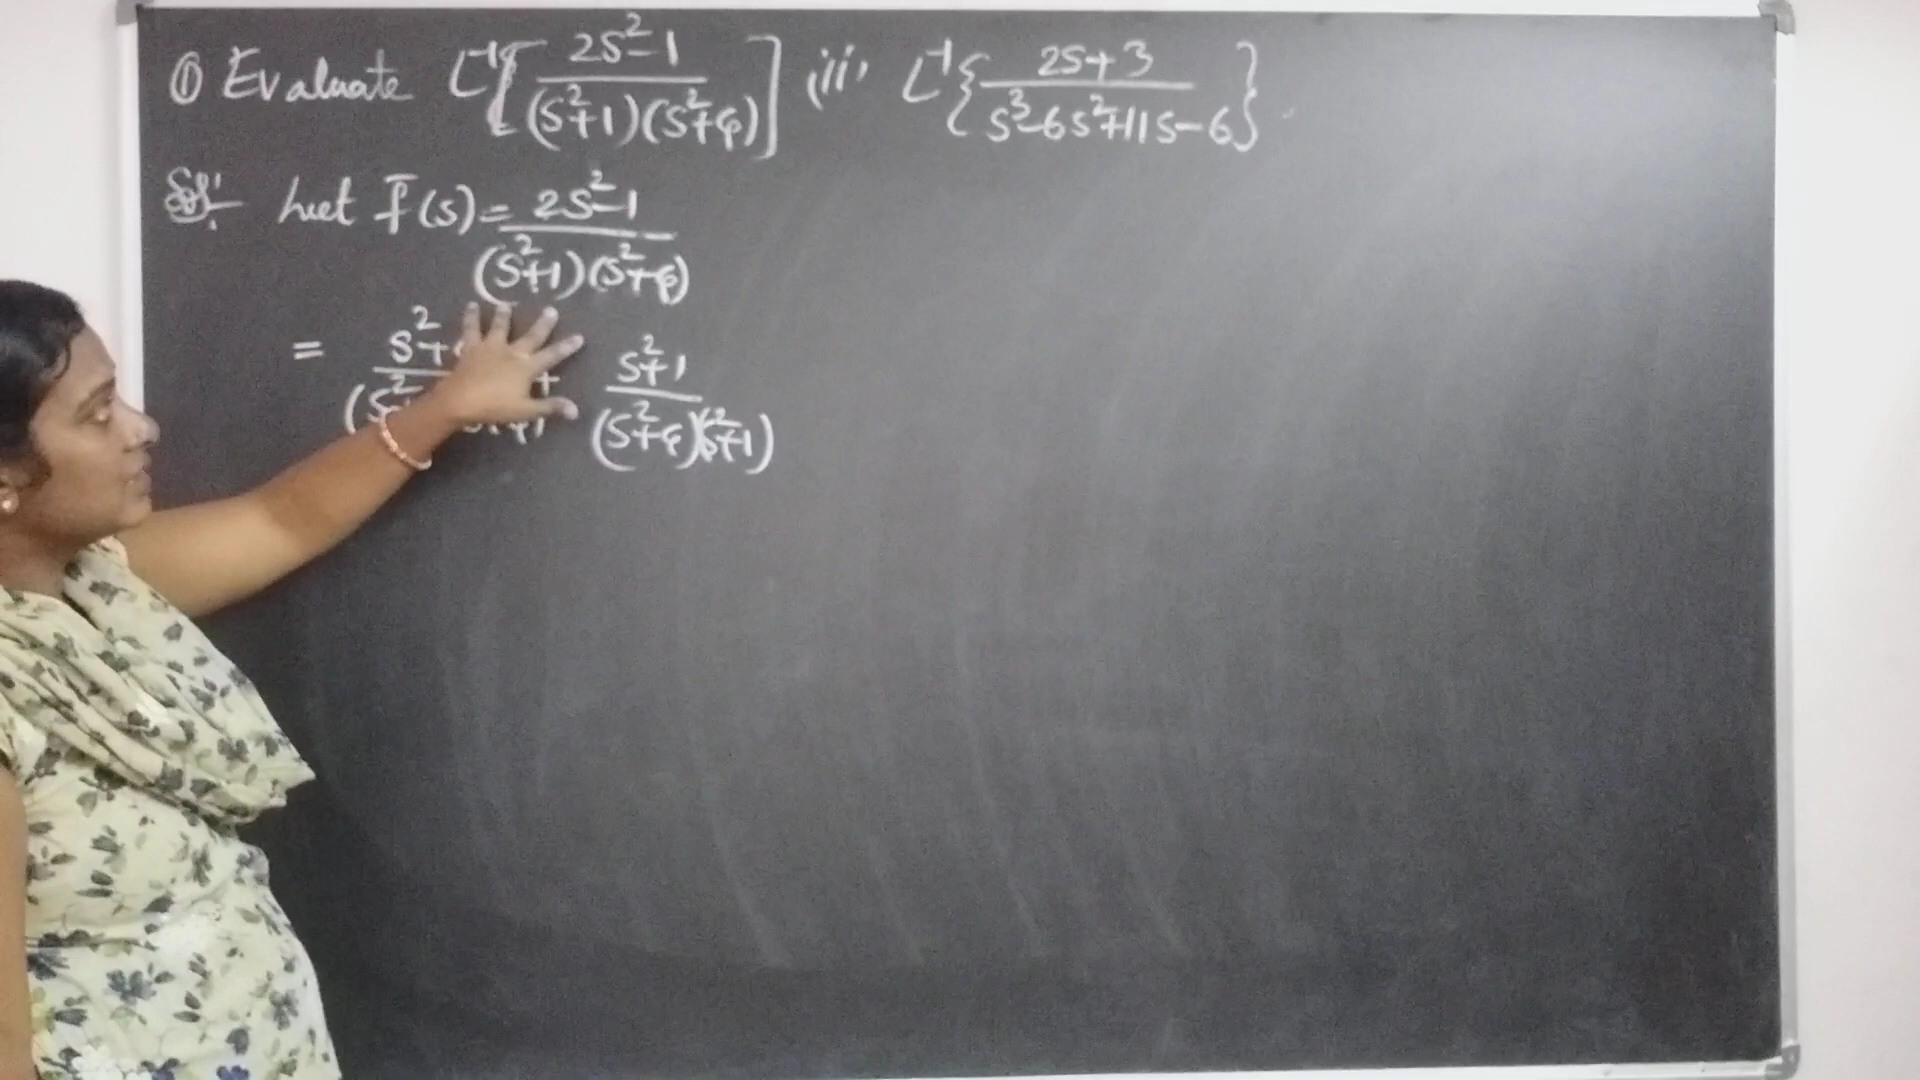 ① Evaluate L⁻¹[(2s²-1)/((s²+1)(s²+4))] (ii) L⁻¹{(2s+3)/(s³-6s²+11s-6)}
Sol:- Let f̄(s) = (2s²-1)/((s²+1)(s²+4))
= s²+ + (s²+1)/((s²+4)(s²+1))